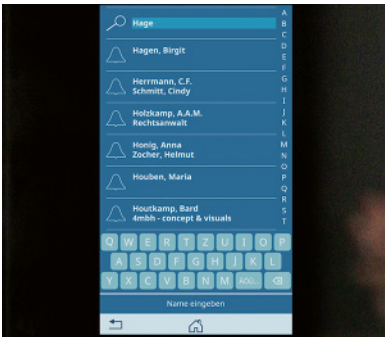 Hage
Hagen, Birgit
Herrmann, C.F.
Schmitt, Cindy
Holzkamp, A.A.M.
Rechtsanwalt
Honig, Anna
Zocher, Helmut
Houben, Maria
Houtkamp, Bard
4mbh - concept & visuals
A
B
C
D
E
F
G
H
I
J
K
L
M
N
O
P
Q
R
S
T
Q W E R T Z U I O P
A S D F G H J K L
Y X C V B N M ÄÖÜ...
Name eingeben